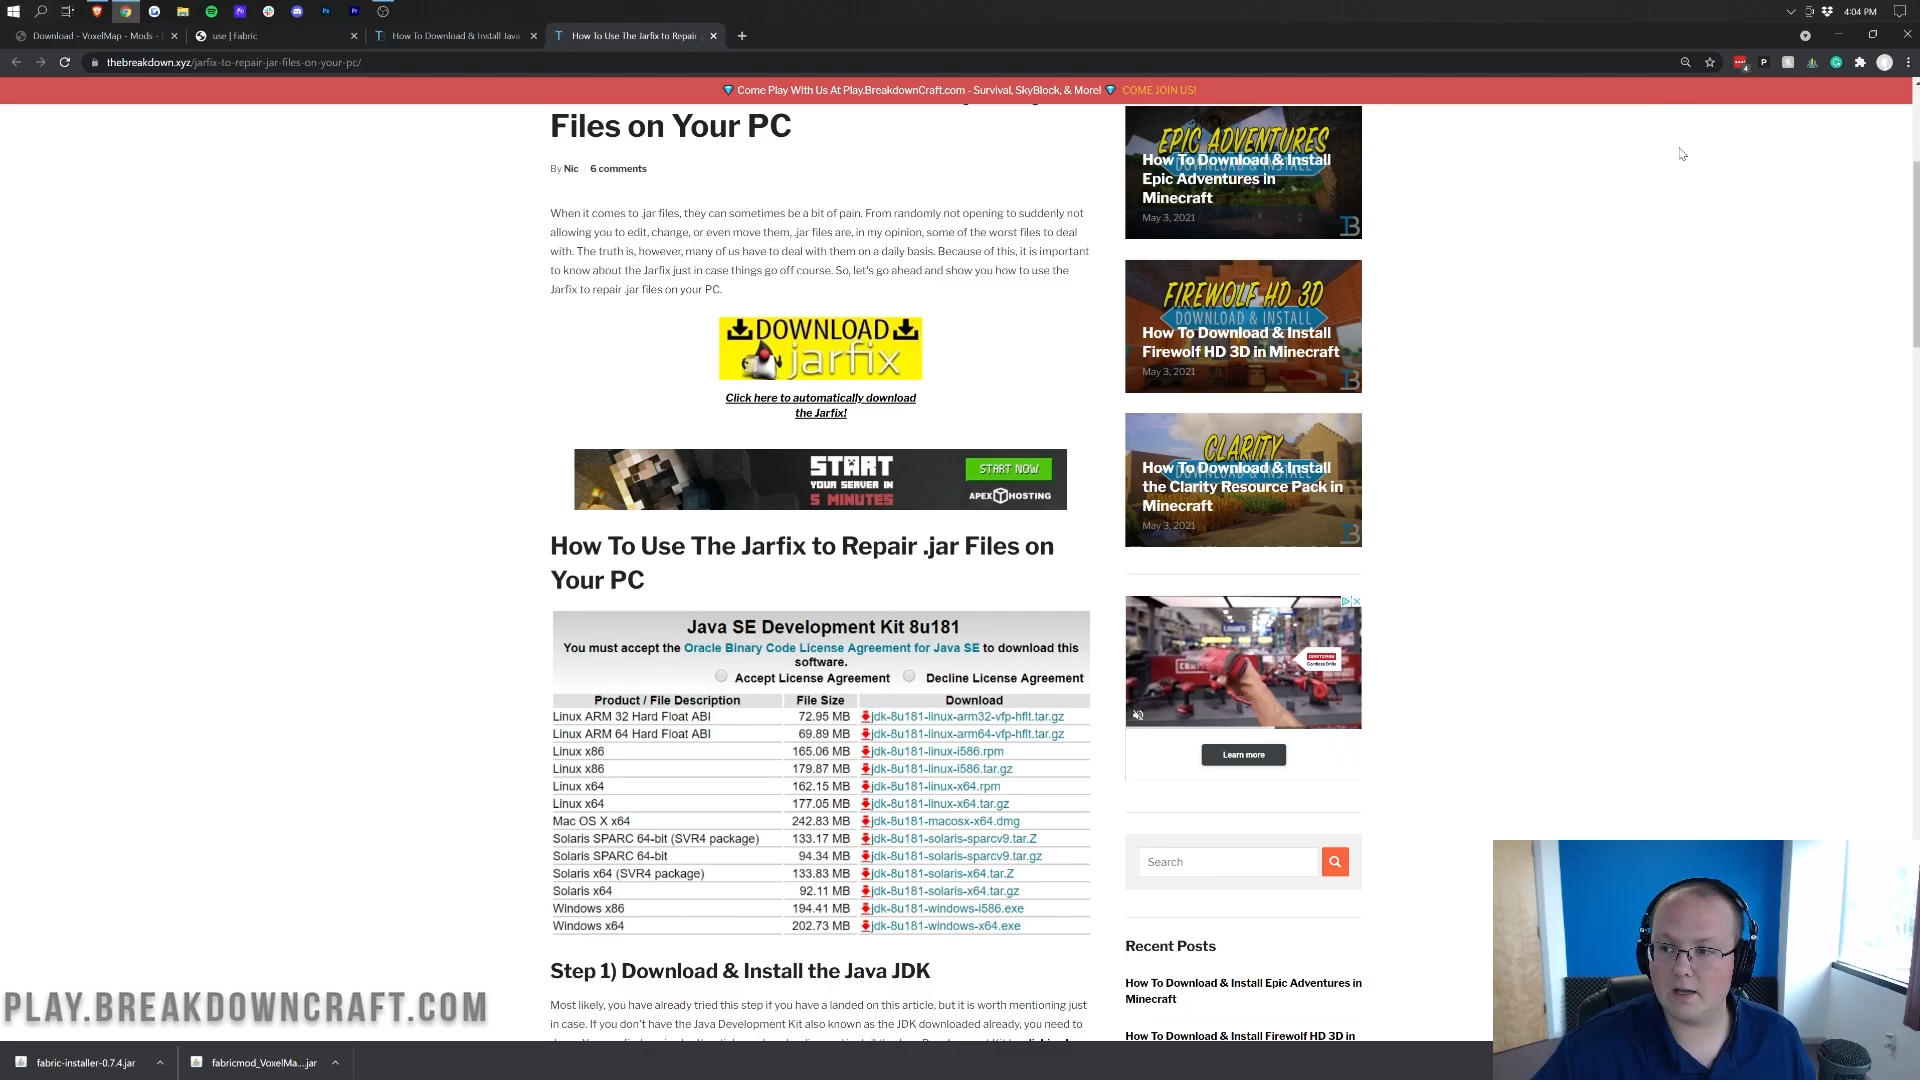 4:04 PM
Download - VoxelMap - Mods -
use | Fabric
How To Download & Install Java
How To Use The Jarfix to Repair
thebreakdown.xyz/jarfix-to-repair-jar-files-on-your-pc/
Come Play With Us At Play.BreakdownCraft.com - Survival, SkyBlock, & More! COME JOIN US!
Files on Your PC
By Nic / 6 comments
When it comes to .jar files, they can sometimes be a bit of pain. From randomly not opening to suddenly not
allowing you to edit, change, or even move them, .jar files are, in my opinion, some of the worst files to deal
with. The truth is, however, many of us have to deal with them on a daily basis. Because of this, it is important
to know about the Jarfix just in case things go off course. So, let's go ahead and show you how to use the
Jarfix to repair .jar files on your PC.
DOWNLOAD
jarfix
Click here to automatically download
the Jarfix!
START
YOUR SERVER IN
5 MINUTES
START NOW
APEX HOSTING
How To Use The Jarfix to Repair .jar Files on
Your PC
Java SE Development Kit 8u181
You must accept the Oracle Binary Code License Agreement for Java SE to download this
software.
Accept License Agreement Decline License Agreement
Product / File Description File Size Download
Linux ARM 32 Hard Float ABI 72.95 MB jdk-8u181-linux-arm32-vfp-hflt.tar.gz
Linux ARM 64 Hard Float ABI 69.89 MB jdk-8u181-linux-arm64-vfp-hflt.tar.gz
Linux x86 165.06 MB jdk-8u181-linux-i586.rpm
Linux x86 179.87 MB jdk-8u181-linux-i586.tar.gz
Linux x64 162.15 MB jdk-8u181-linux-x64.rpm
Linux x64 177.05 MB jdk-8u181-linux-x64.tar.gz
Mac OS X x64 242.83 MB jdk-8u181-macosx-x64.dmg
Solaris SPARC 64-bit (SVR4 package) 133.17 MB jdk-8u181-solaris-sparcv9.tar.Z
Solaris SPARC 64-bit 94.34 MB jdk-8u181-solaris-sparcv9.tar.gz
Solaris x64 (SVR4 package) 133.83 MB jdk-8u181-solaris-x64.tar.Z
Solaris x64 92.11 MB jdk-8u181-solaris-x64.tar.gz
Windows x86 194.41 MB jdk-8u181-windows-i586.exe
Windows x64 202.73 MB jdk-8u181-windows-x64.exe
Step 1) Download & Install the Java JDK
Most likely, you have already tried this step if you have a landed on this article, but it is worth mentioning just
in case. If you don't have the Java Development Kit also known as the JDK downloaded already, you need to
EPIC ADVENTURES
DOWNLOAD & INSTALL
How To Download & Install
Epic Adventures in
Minecraft
May 3, 2021
FIREWOLF HD 3D
DOWNLOAD & INSTALL
How To Download & Install
Firewolf HD 3D in Minecraft
May 3, 2021
CLARITY
DOWNLOAD & INSTALL
How To Download & Install
the Clarity Resource Pack in
Minecraft
May 3, 2021
CRAFTSMAN
Cordless Drills
Learn more
Search
Recent Posts
How To Download & Install Epic Adventures in
Minecraft
How To Download & Install Firewolf HD 3D in
PLAY.BREAKDOWNCRAFT.COM
fabric-installer-0.7.4.jar
fabricmod_VoxelMa....jar